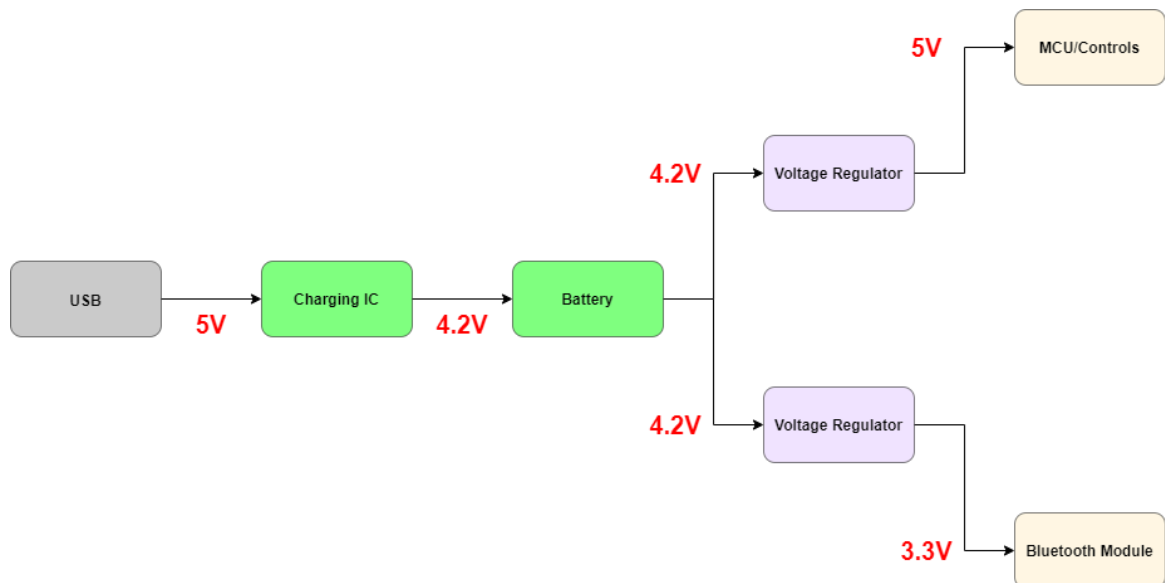 5V
MCU/Controls
4.2V
Voltage Regulator
USB
5V
Charging IC
4.2V
Battery
4.2V
Voltage Regulator
3.3V
Bluetooth Module